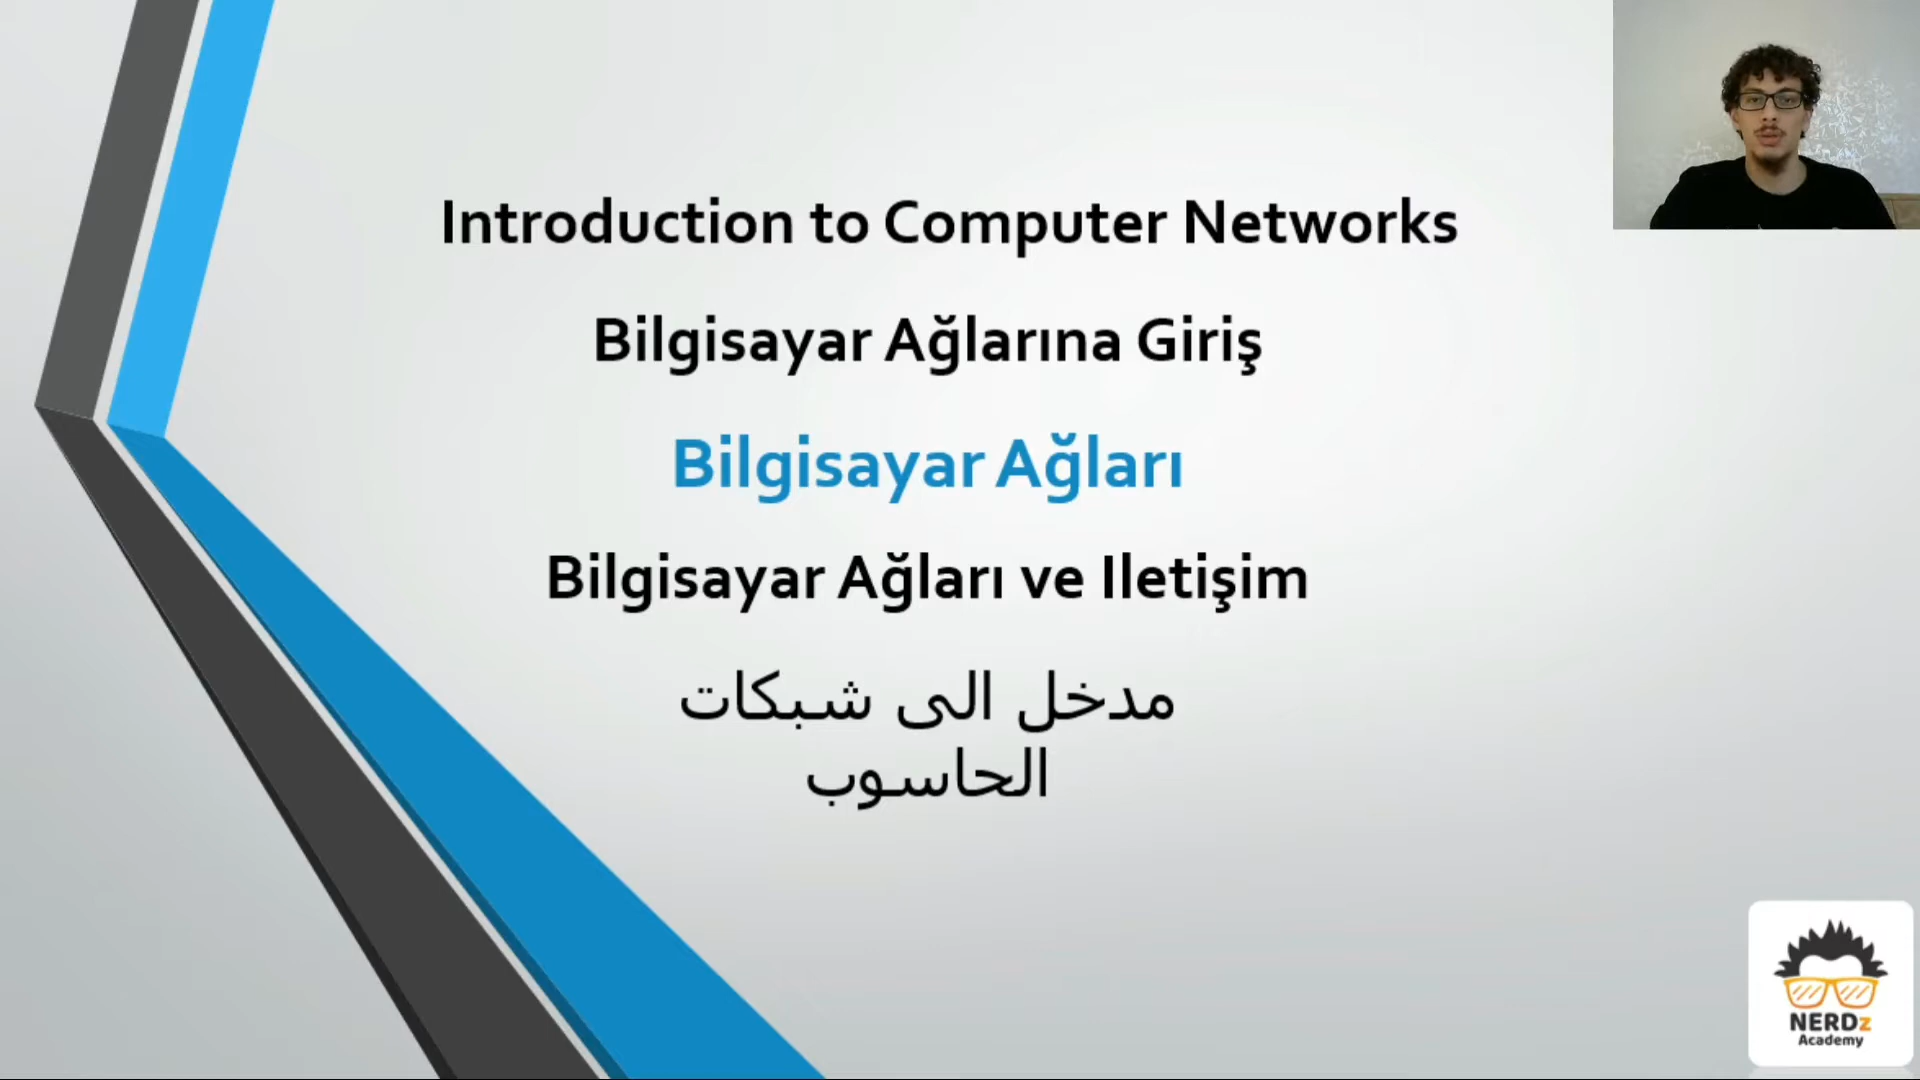 Introduction to Computer Networks
Bilgisayar Ağlarına Giriş
Bilgisayar Ağları
Bilgisayar Ağları ve Iletişim
مدخل الى شبكات
الحاسوب
NERDz
Academy